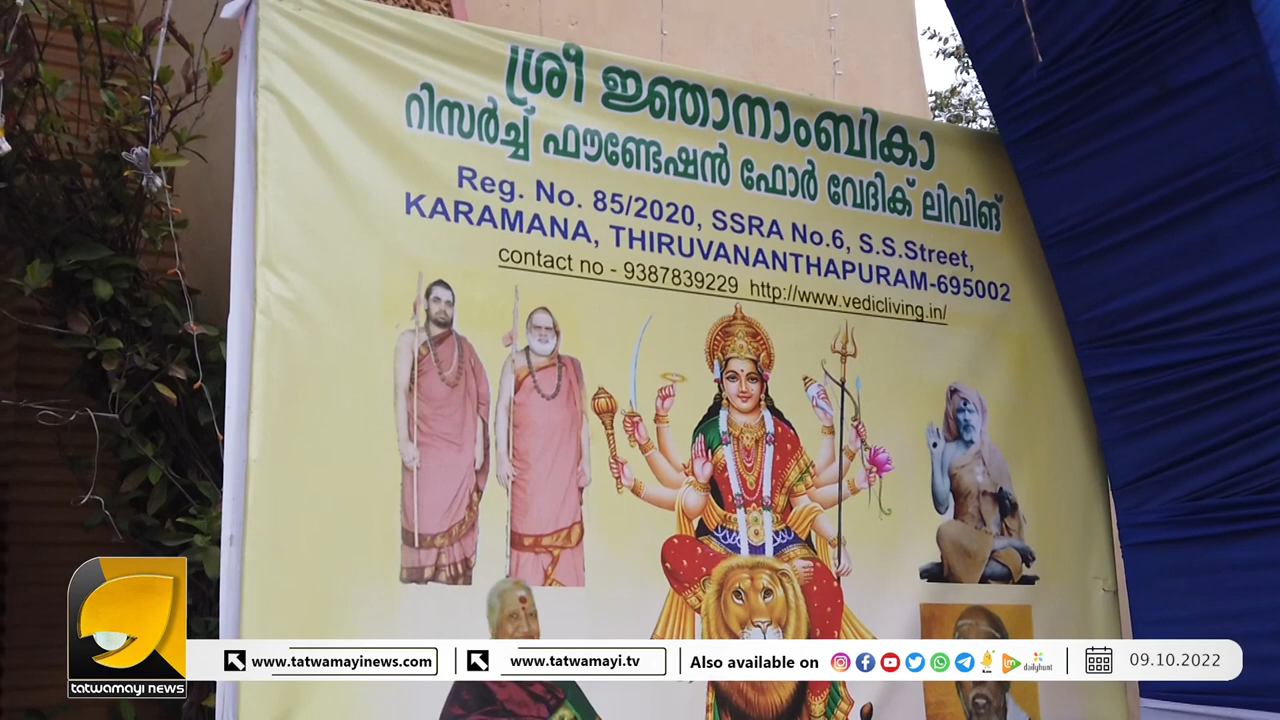 ശ്രീ ജ്ഞാനാംബികാ
റിസർച്ച് ഫൗണ്ടേഷൻ ഫോർ വേദിക് ലിവിങ്
Reg. No. 85/2020, SSRA No.6, S.S.Street,
KARAMANA, THIRUVANANTHAPURAM-695002
contact no - 9387839229 http://www.vedicliving.in/
tatwamayi news
www.tatwamayinews.com
www.tatwamayi.tv
Also available on
dailyhunt
09.10.2022